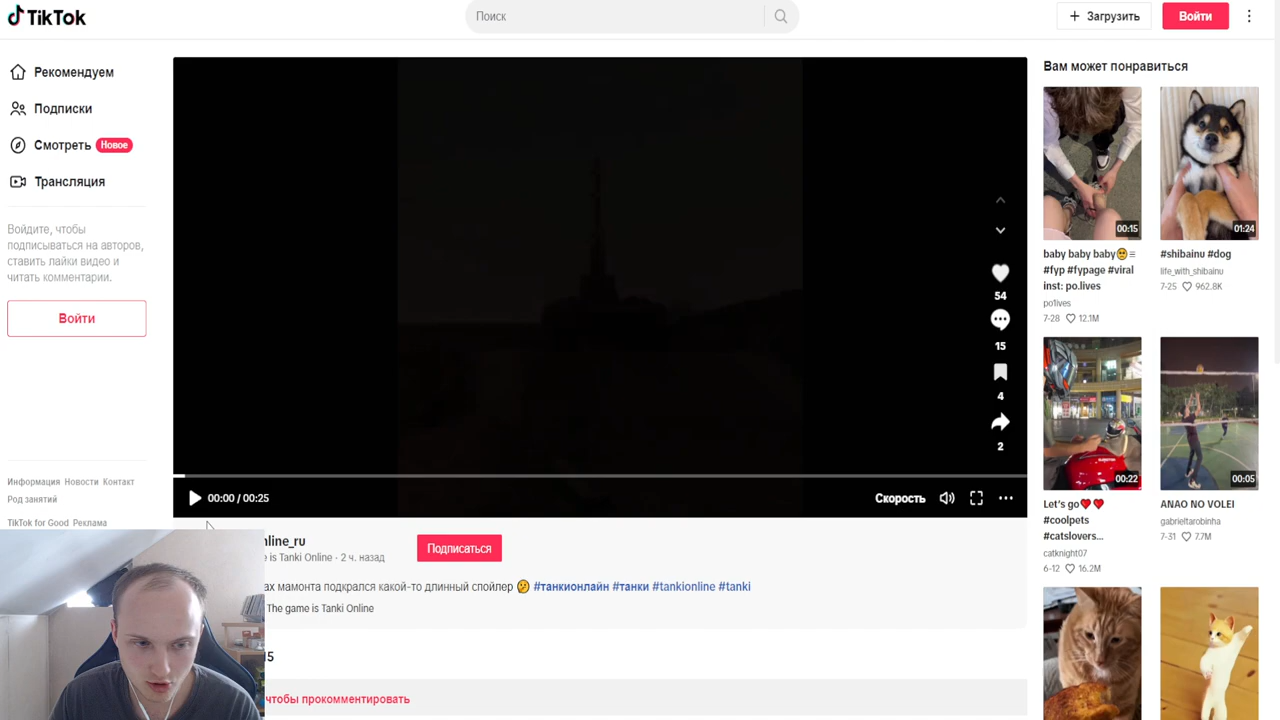 TikTok
Поиск
Загрузить
Войти
Рекомендуем
Подписки
Смотреть Новое
Трансляция
Войдите, чтобы
подписываться на авторов,
ставить лайки видео и
читать комментарии.
Войти
Информация Новости Контакт
Род занятий
TikTok for Good Реклама
54
15
4
2
00:00 / 00:25
Скорость
nline_ru
e is Tanki Online · 2 ч. назад
Подписаться
ах мамонта подкрался какой-то длинный спойлер 🤔 #танкионлайн #танки #tankionline #tanki
The game is Tanki Online
5
чтобы прокомментировать
Вам может понравиться
00:15
baby baby baby🥺=
#fyp #fypage #viral
inst: po.lives
po1ives
7-28 12.1M
01:24
#shibainu #dog
life_with_shibainu
7-25 962.8K
00:22
Let's go❤️❤️
#coolpets
#catslovers...
catknight07
6-12 16.2M
00:05
ANAO NO VOLEI
gabrieltarobinha
7-31 7.7M